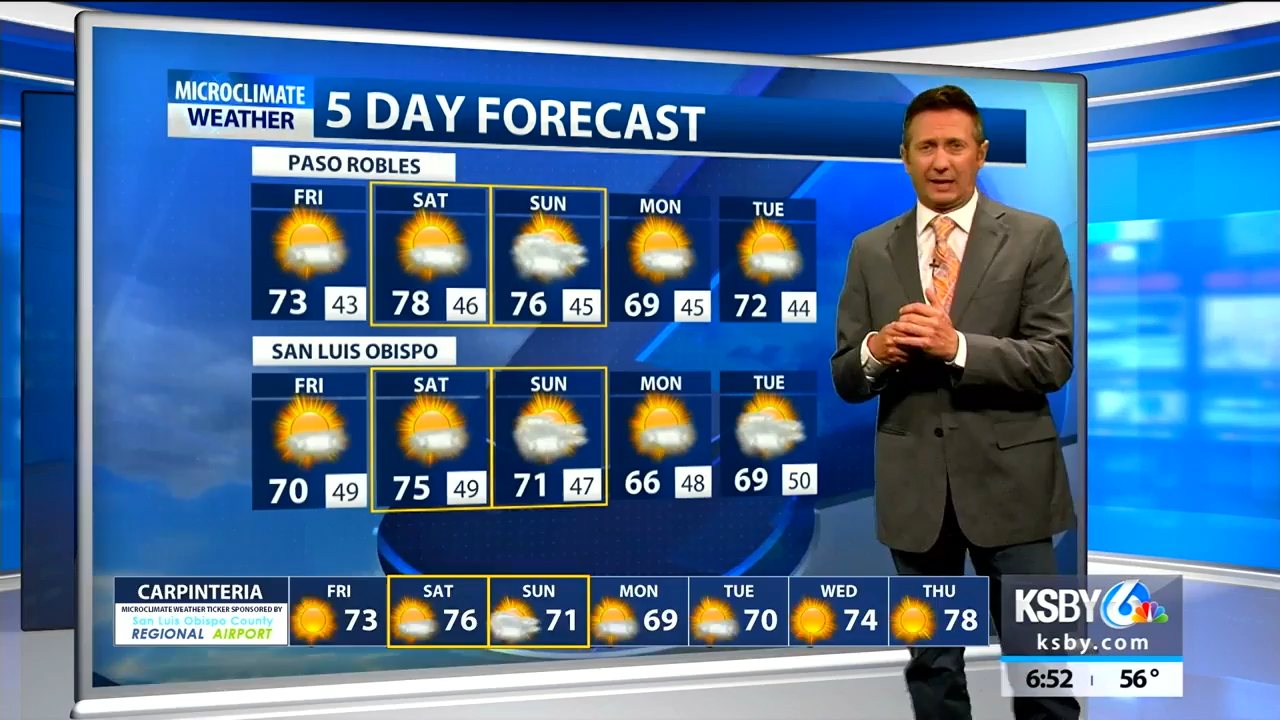 MICROCLIMATE
WEATHER
5 DAY FORECAST
PASO ROBLES
FRI SAT SUN MON TUE
73 43 78 46 76 45 69 45 72 44
SAN LUIS OBISPO
FRI SAT SUN MON TUE
70 49 75 49 71 47 66 48 69 50
CARPINTERIA
MICROCLIMATE WEATHER TICKER SPONSORED BY
San Luis Obispo County
REGIONAL AIRPORT
FRI SAT SUN MON TUE WED THU
73 76 71 69 70 74 78
KSBY 6
ksby.com
6:52 56°